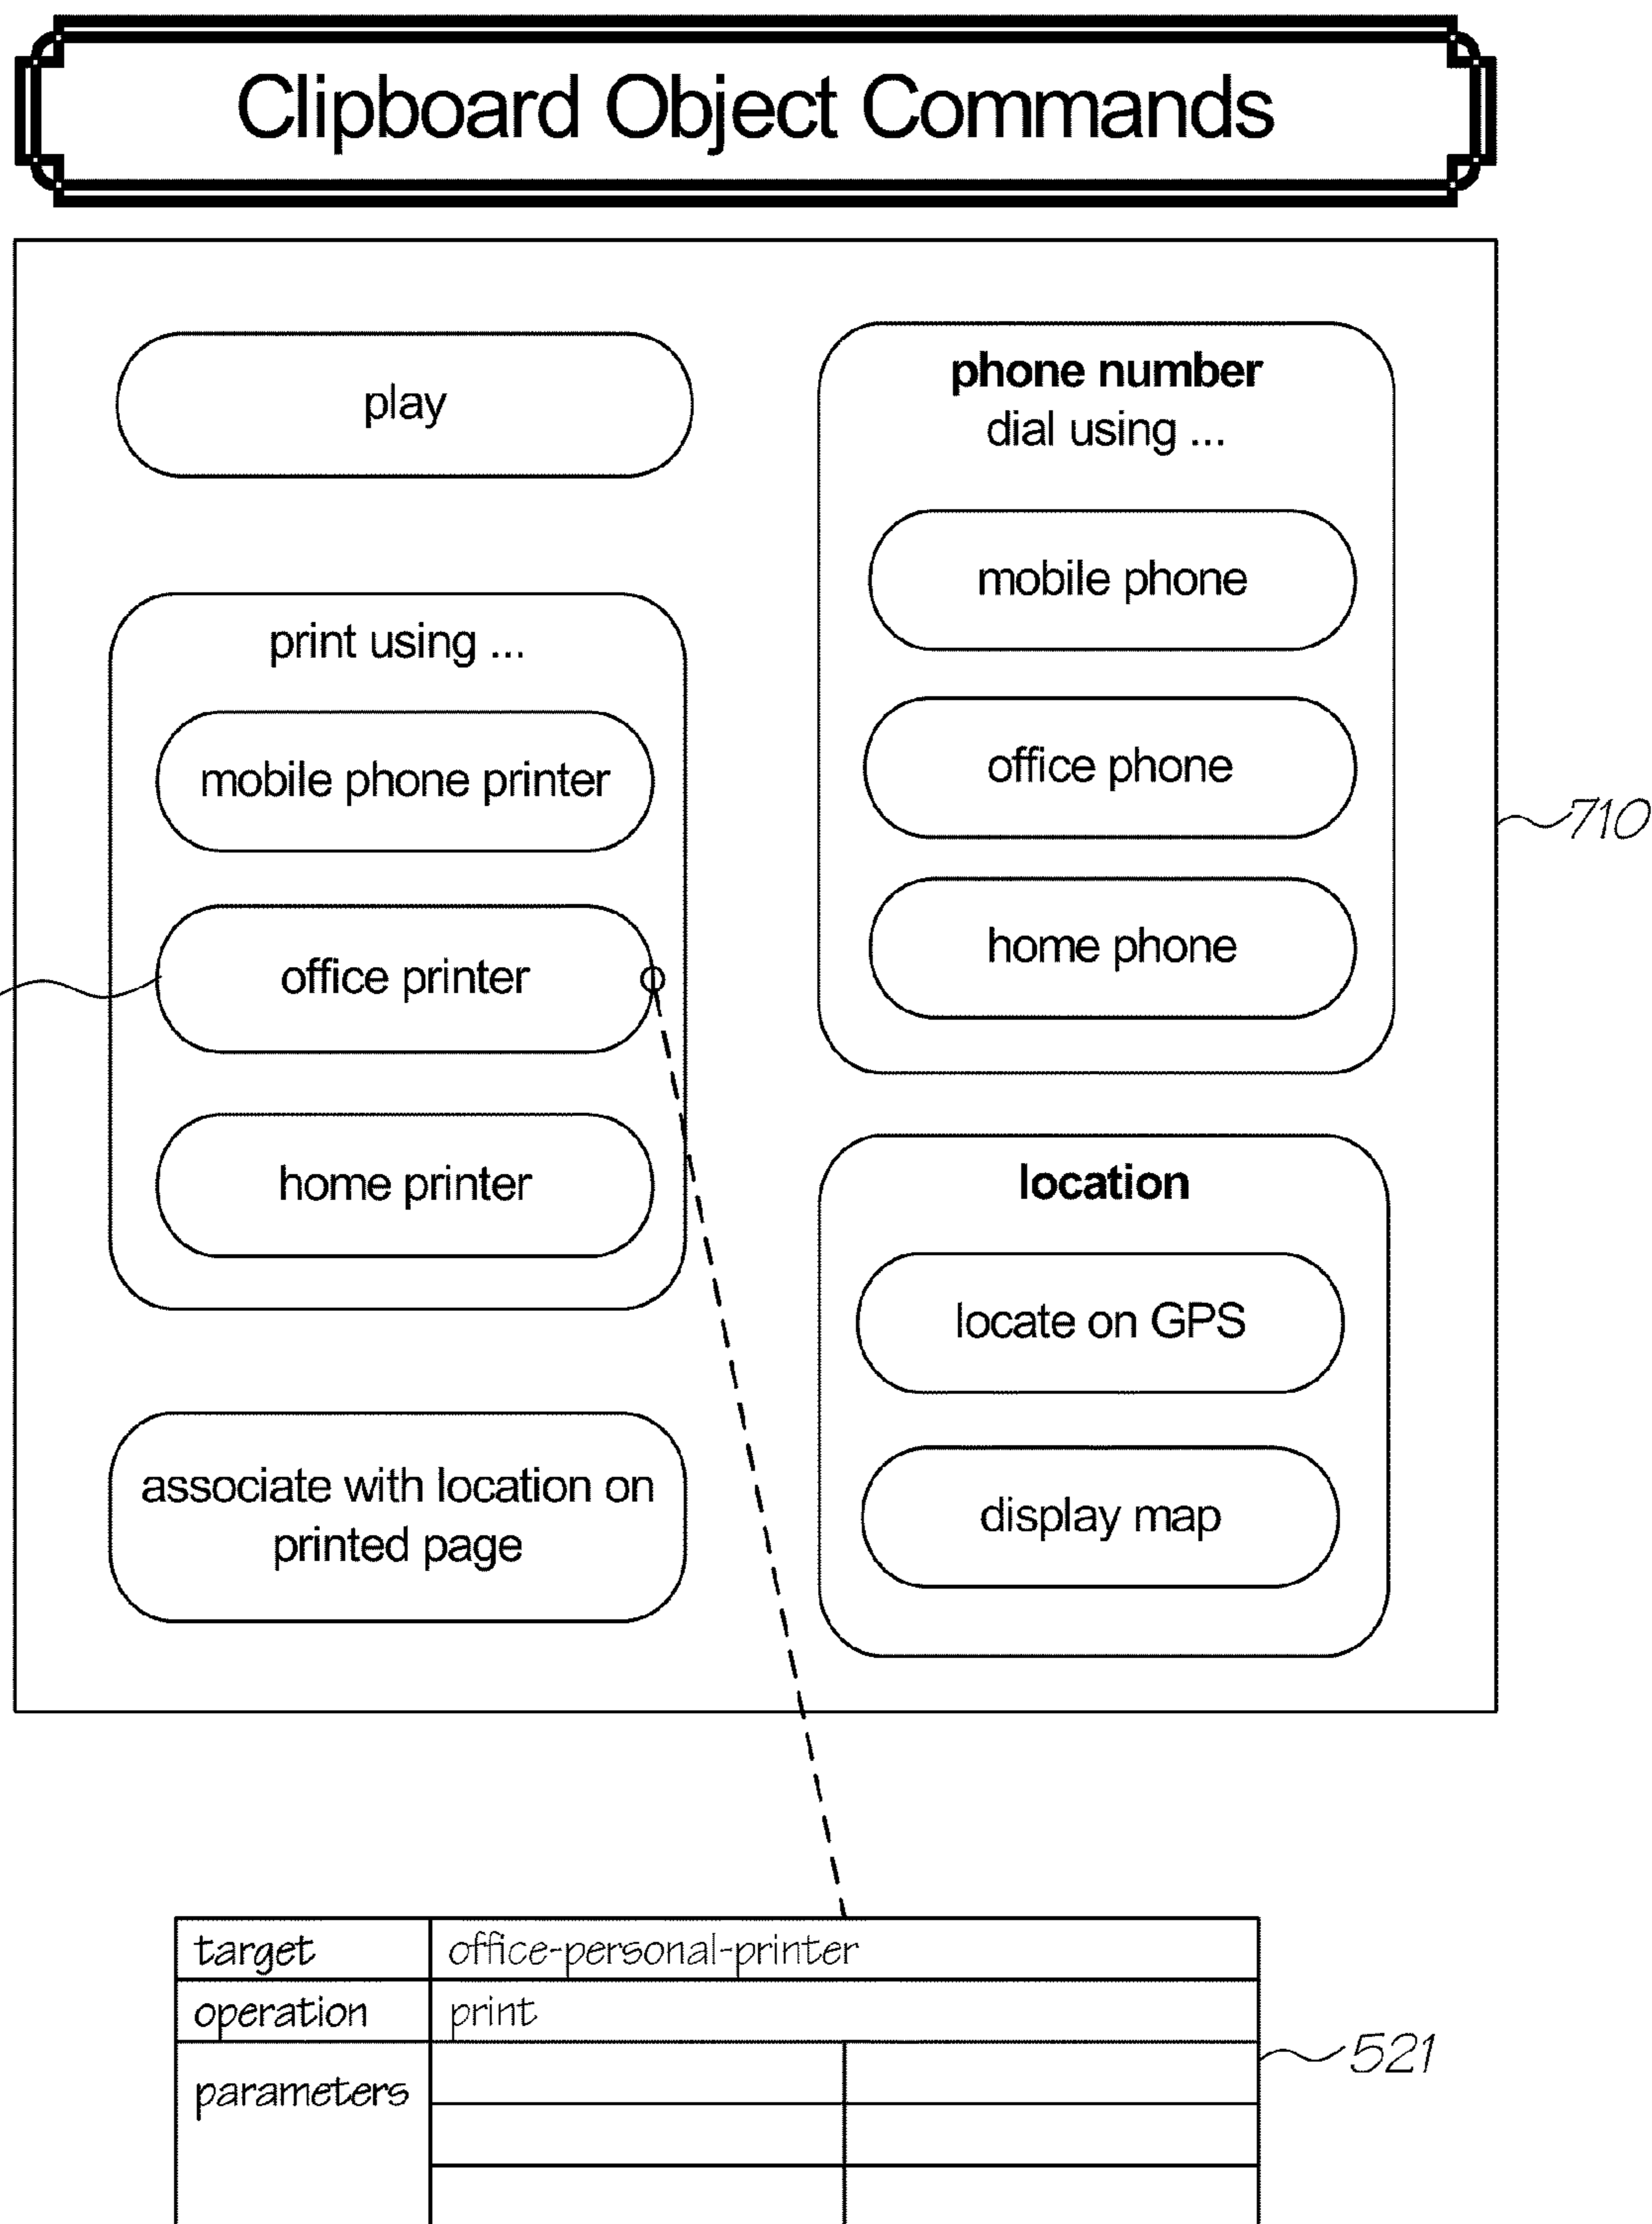 Clipboard Object Commands
play
print using ...
mobile phone printer
office printer
home printer
associate with location on
printed page
phone number
dial using ...
mobile phone
office phone
home phone
location
locate on GPS
display map
710
target office-personal-printer
operation print
parameters
521